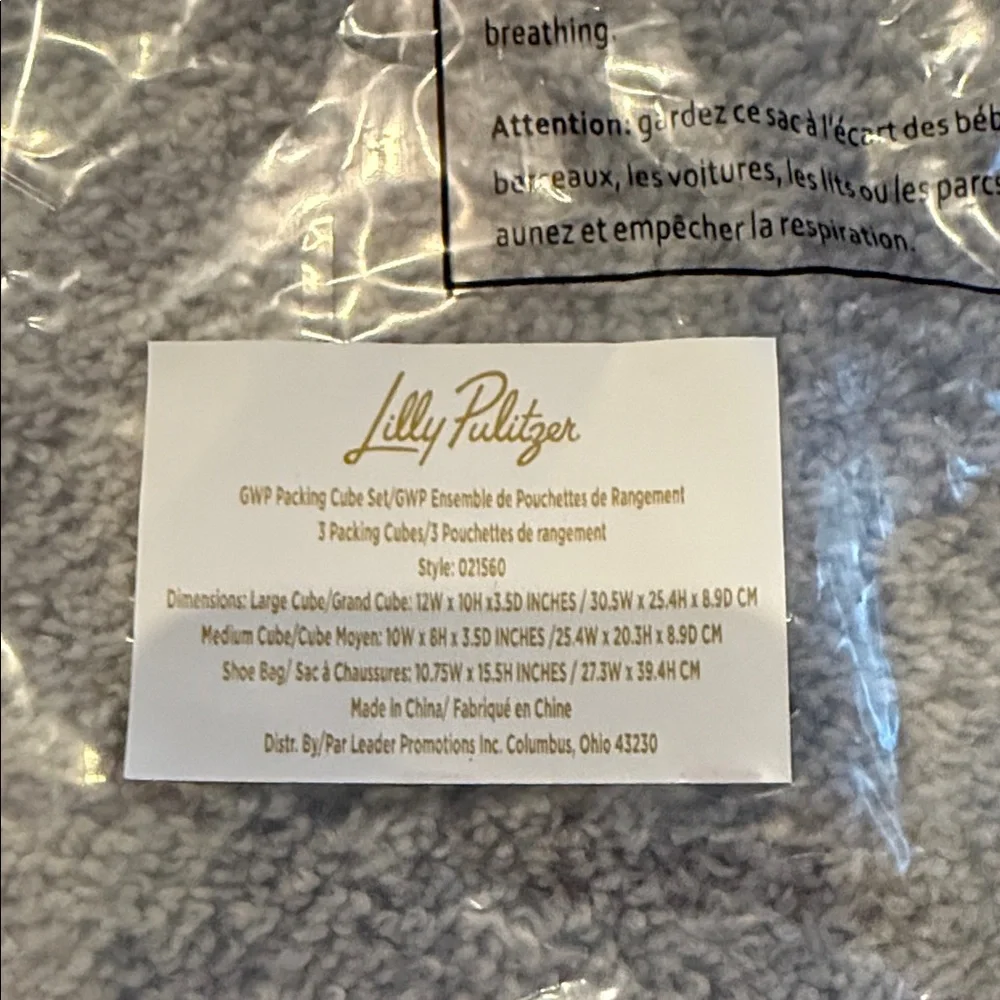 breathing.
Attention: gardez ce sac à l'écart des béb
berceaux, les voitures, les lits ou les parcs
aunez et empêcher la respiration.
Lilly Pulitzer
GWP Packing Cube Set/GWP Ensemble de Pouchettes de Rangement
3 Packing Cubes/3 Pouchettes de rangement
Style: 021560
Dimensions: Large Cube/Grand Cube: 12W x 10H x3.5D INCHES / 30.5W x 25.4H x 8.9D CM
Medium Cube/Cube Moyen: 10W x 8H x 3.5D INCHES /25.4W x 20.3H x 8.9D CM
Shoe Bag/ Sac à Chaussures: 10.75W x 15.5H INCHES / 27.3W x 39.4H CM
Made in China/ Fabriqué en Chine
Distr. By/Par Leader Promotions Inc. Columbus, Ohio 43230